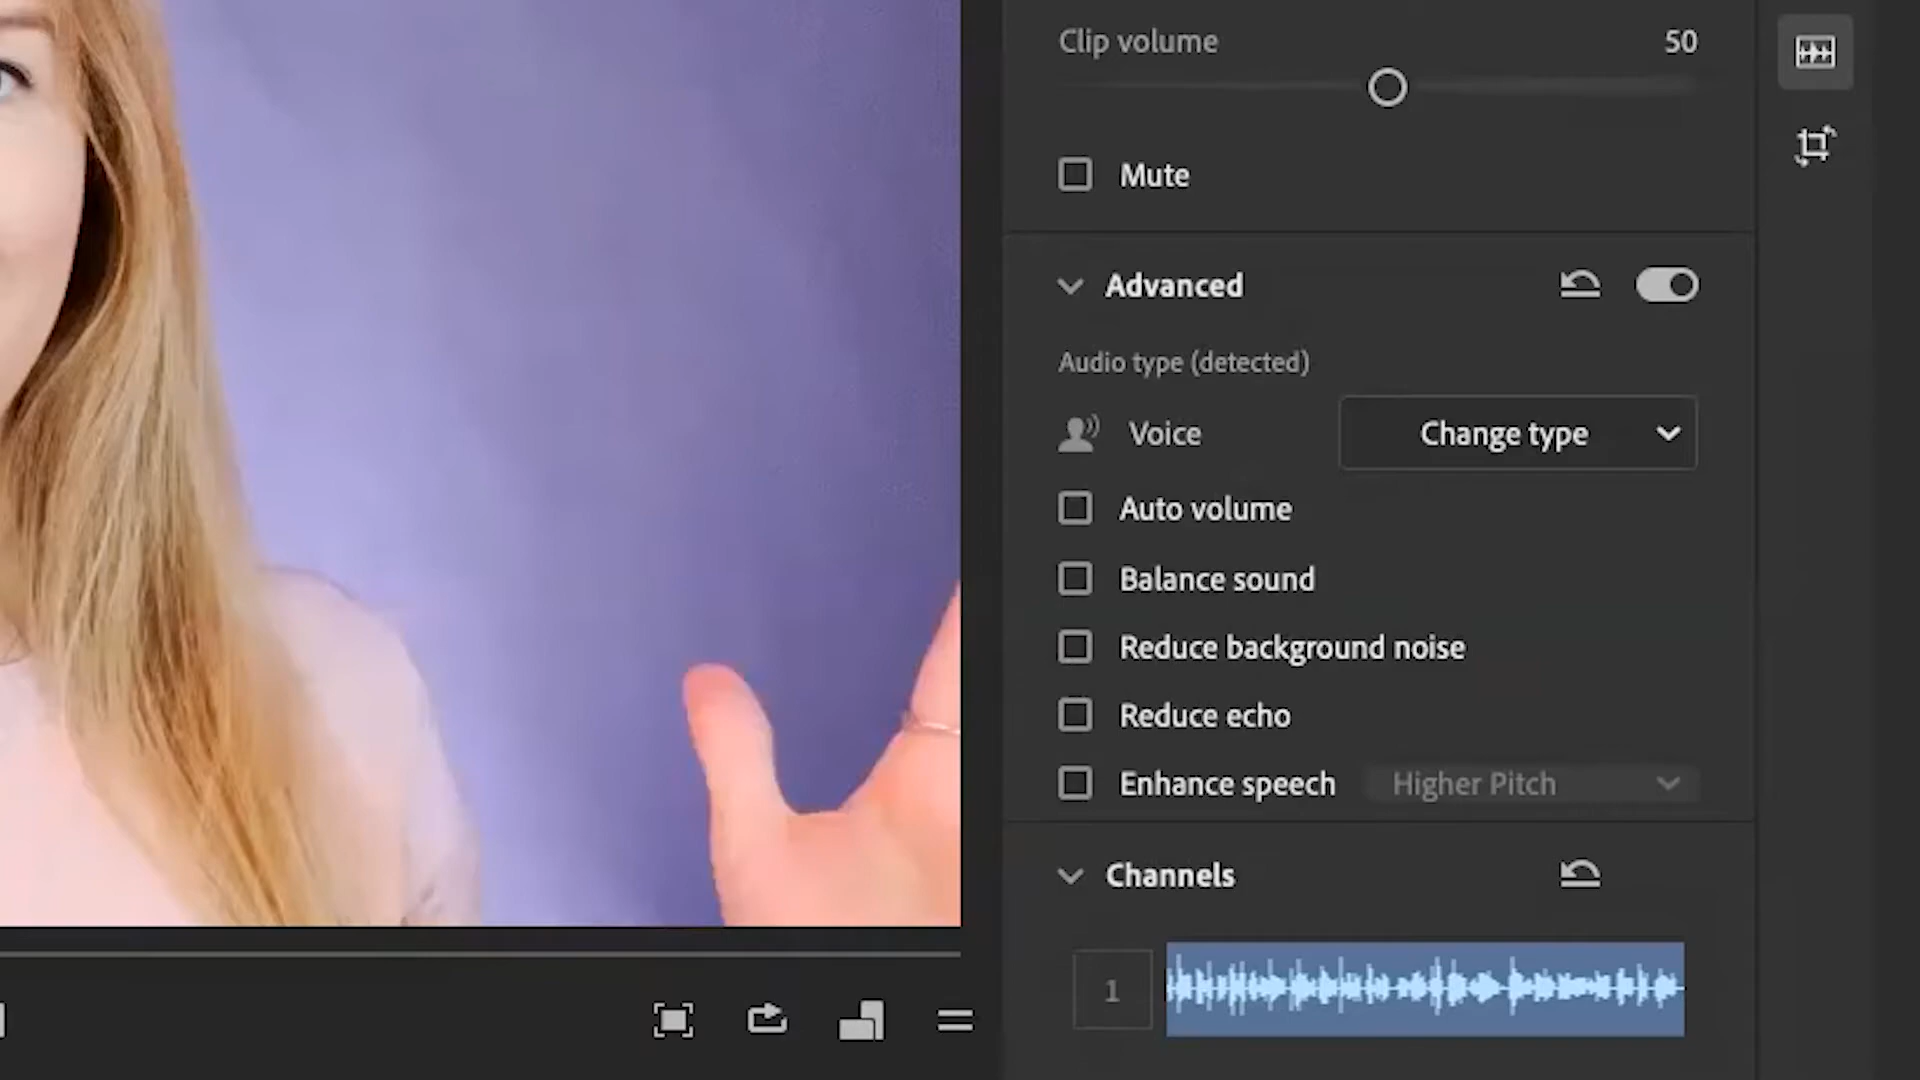 Clip volume 50
Mute
Advanced
Audio type (detected)
Voice Change type
Auto volume
Balance sound
Reduce background noise
Reduce echo
Enhance speech Higher Pitch
Channels
1